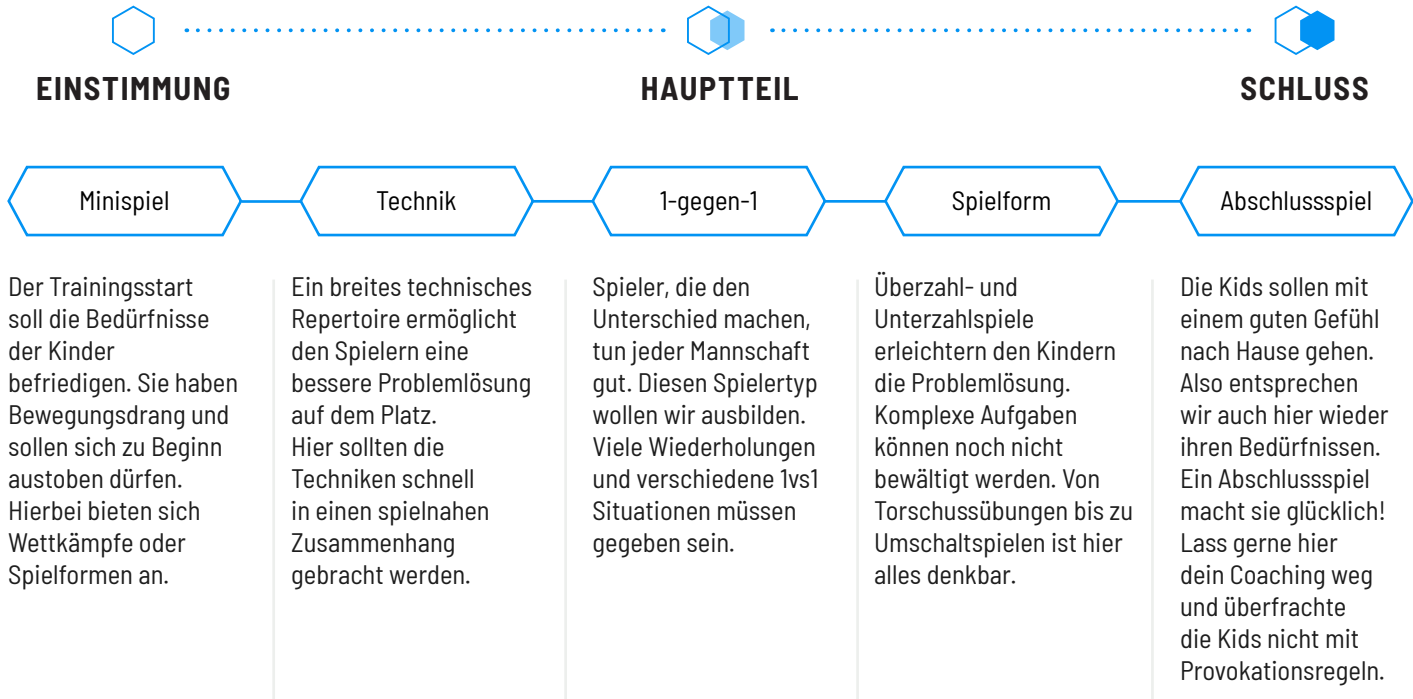 EINSTIMMUNG
HAUPTTEIL
SCHLUSS
Minispiel
Technik
1-gegen-1
Spielform
Abschlussspiel
Der Trainingsstart
soll die Bedürfnisse
der Kinder
befriedigen. Sie haben
Bewegungsdrang und
sollen sich zu Beginn
austoben dürfen.
Hierbei bieten sich
Wettkämpfe oder
Spielformen an.
Ein breites technisches
Repertoire ermöglicht
den Spielern eine
bessere Problemlösung
auf dem Platz.
Hier sollten die
Techniken schnell
in einen spielnahen
Zusammenhang
gebracht werden.
Spieler, die den
Unterschied machen,
tun jeder Mannschaft
gut. Diesen Spielertyp
wollen wir ausbilden.
Viele Wiederholungen
und verschiedene 1vs1
Situationen müssen
gegeben sein.
Überzahl- und
Unterzahlspiele
erleichtern den Kindern
die Problemlösung.
Komplexe Aufgaben
können noch nicht
bewältigt werden. Von
Torschussübungen bis zu
Umschaltspielen ist hier
alles denkbar.
Die Kids sollen mit
einem guten Gefühl
nach Hause gehen.
Also entsprechen
wir auch hier wieder
ihren Bedürfnissen.
Ein Abschlussspiel
macht sie glücklich!
Lass gerne hier
dein Coaching weg
und überfrachte
die Kids nicht mit
Provokationsregeln.